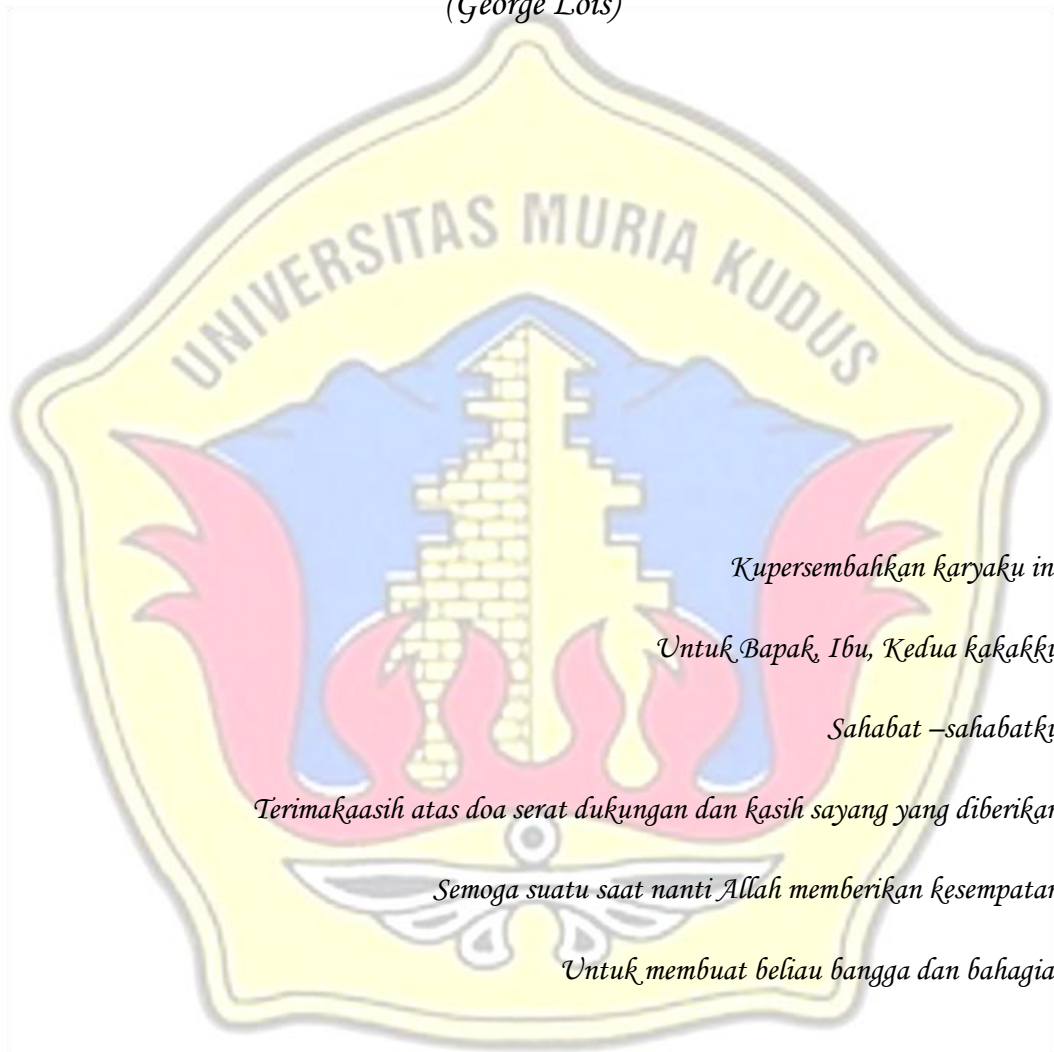 (George Lois)
UNIVERSITAS MURIA KUDUS
Kupersembahkan karyaku in
Untuk Bapak, Ibu, Kedua kakakku
Sahabat –sahabatku
Terimakaasih atas doa serat dukungan dan kasih sayang yang diberikan
Semoga suatu saat nanti Allah memberikan kesempatan
Untuk membuat beliau bangga dan bahagia